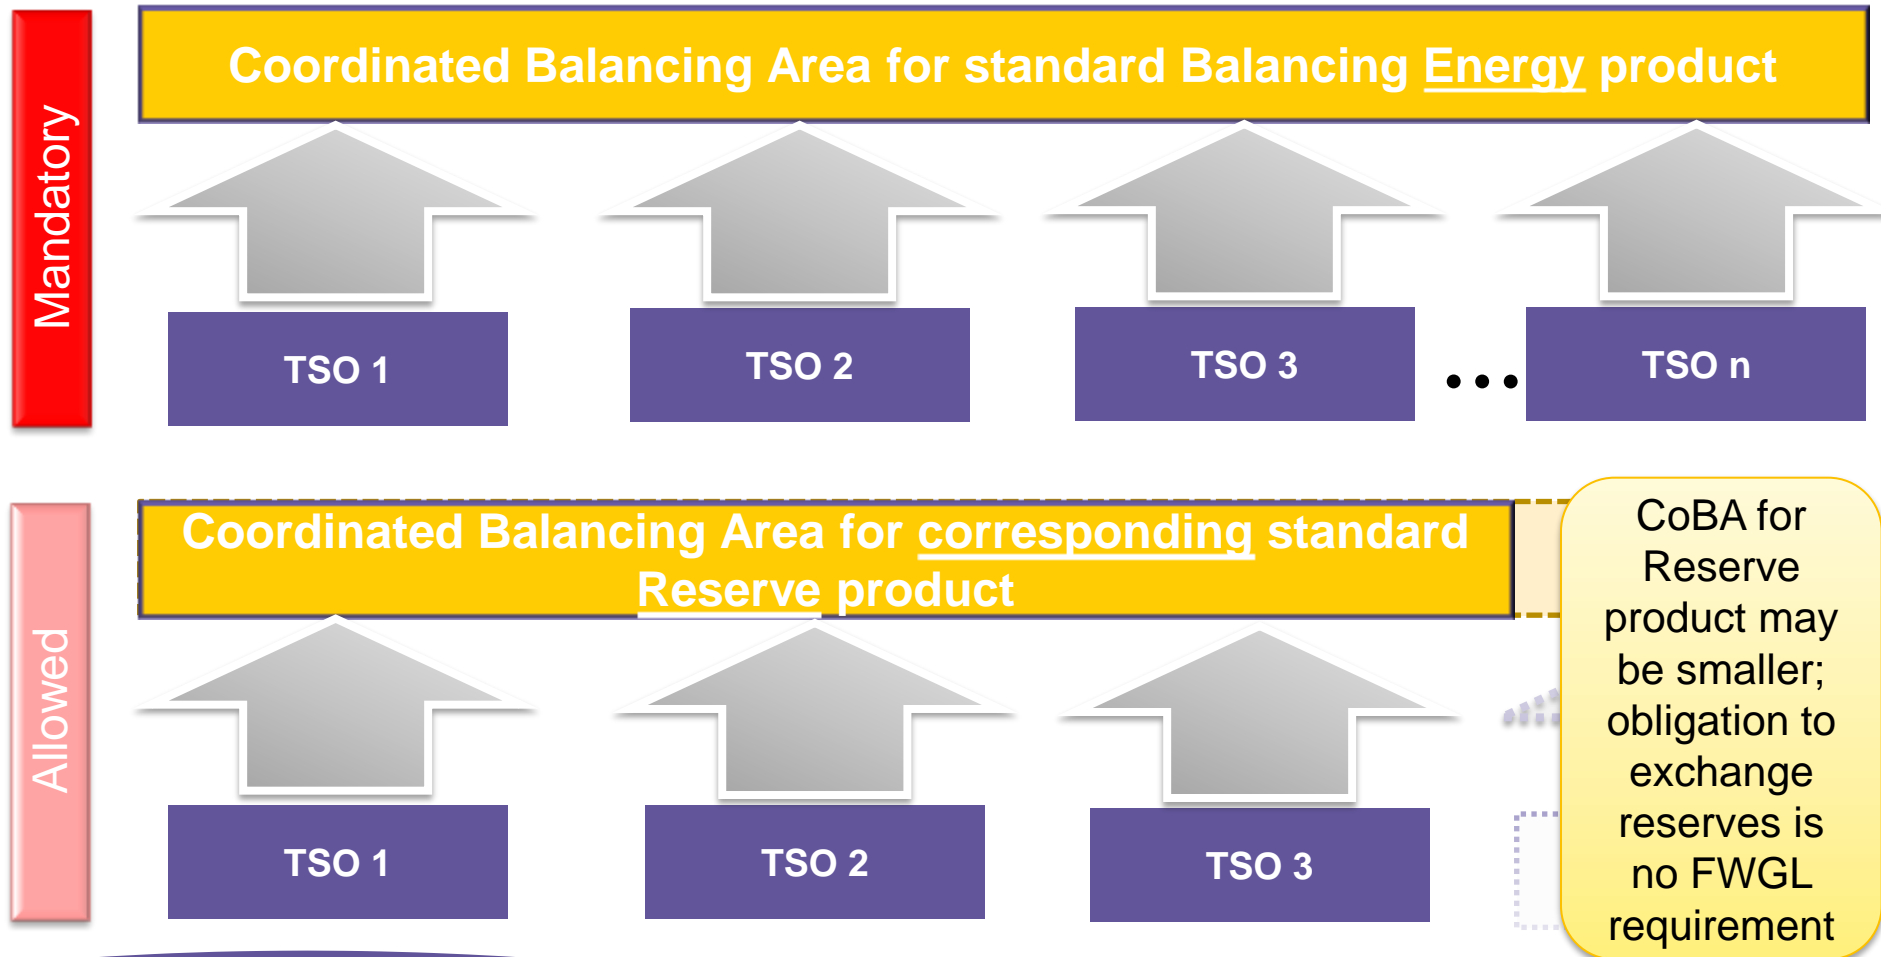 Mandatory
Coordinated Balancing Area for standard Balancing Energy product
TSO 1
TSO 2
TSO 3
...
TSO n
Allowed
Coordinated Balancing Area for corresponding standard
Reserve product
TSO 1
TSO 2
TSO 3
CoBA for
Reserve
product may
be smaller;
obligation to
exchange
reserves is
no FWGL
requirement